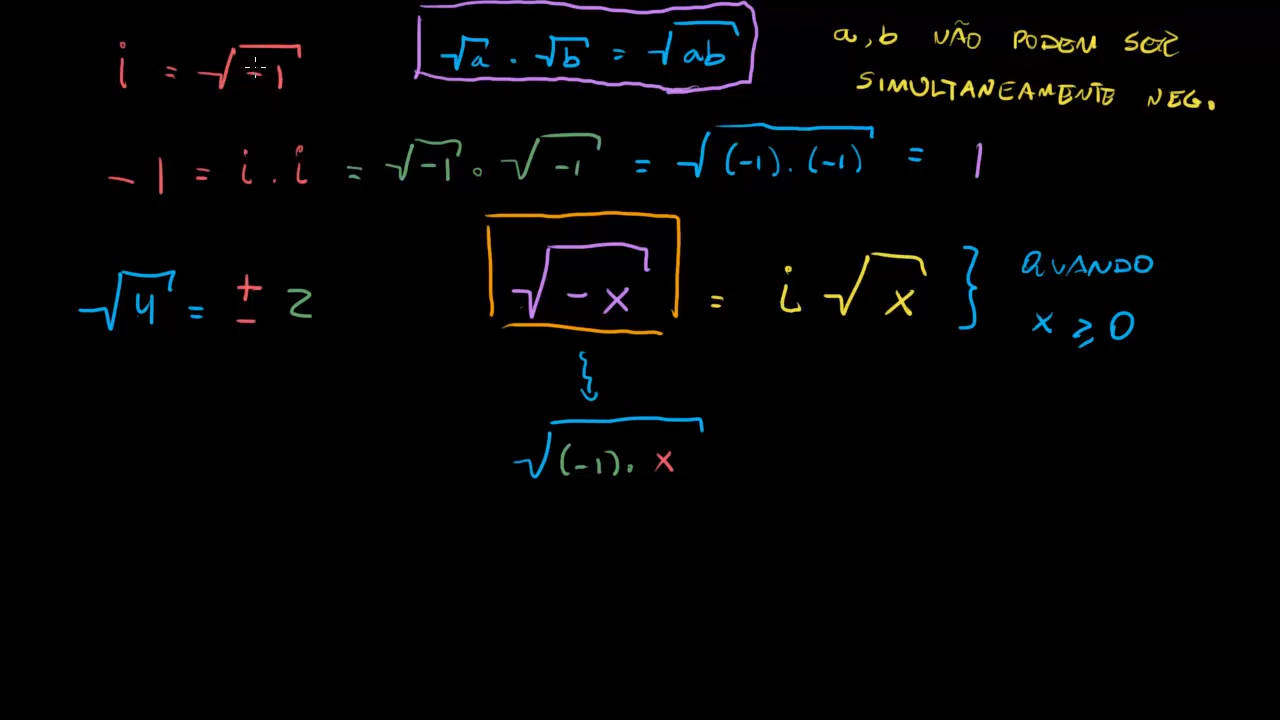 i = √-1
√a · √b = √ab
a, b NÃO PODEM SER
SIMULTANEAMENTE NEG.
-1 = i . i = √-1 · √-1 = √(-1).(-1) = 1
√4 = ± 2
√-x = i √x } QUANDO
x ≥ 0
√(-1). x